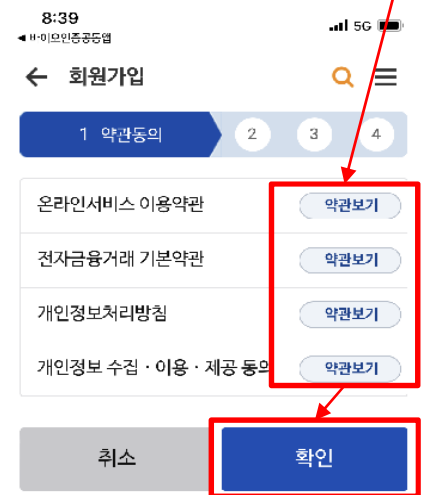 8:39
5G
회원가입
1 약관동의 2 3 4
온라인서비스 이용약관 약관보기
전자금융거래 기본약관 약관보기
개인정보처리방침 약관보기
개인정보 수집 · 이용 · 제공 동의 약관보기
취소 확인